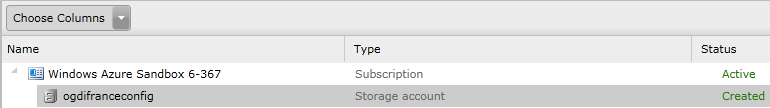 Choose Columns
Name Type Status
Windows Azure Sandbox 6-367 Subscription Active
ogdifranceconfig Storage account Created